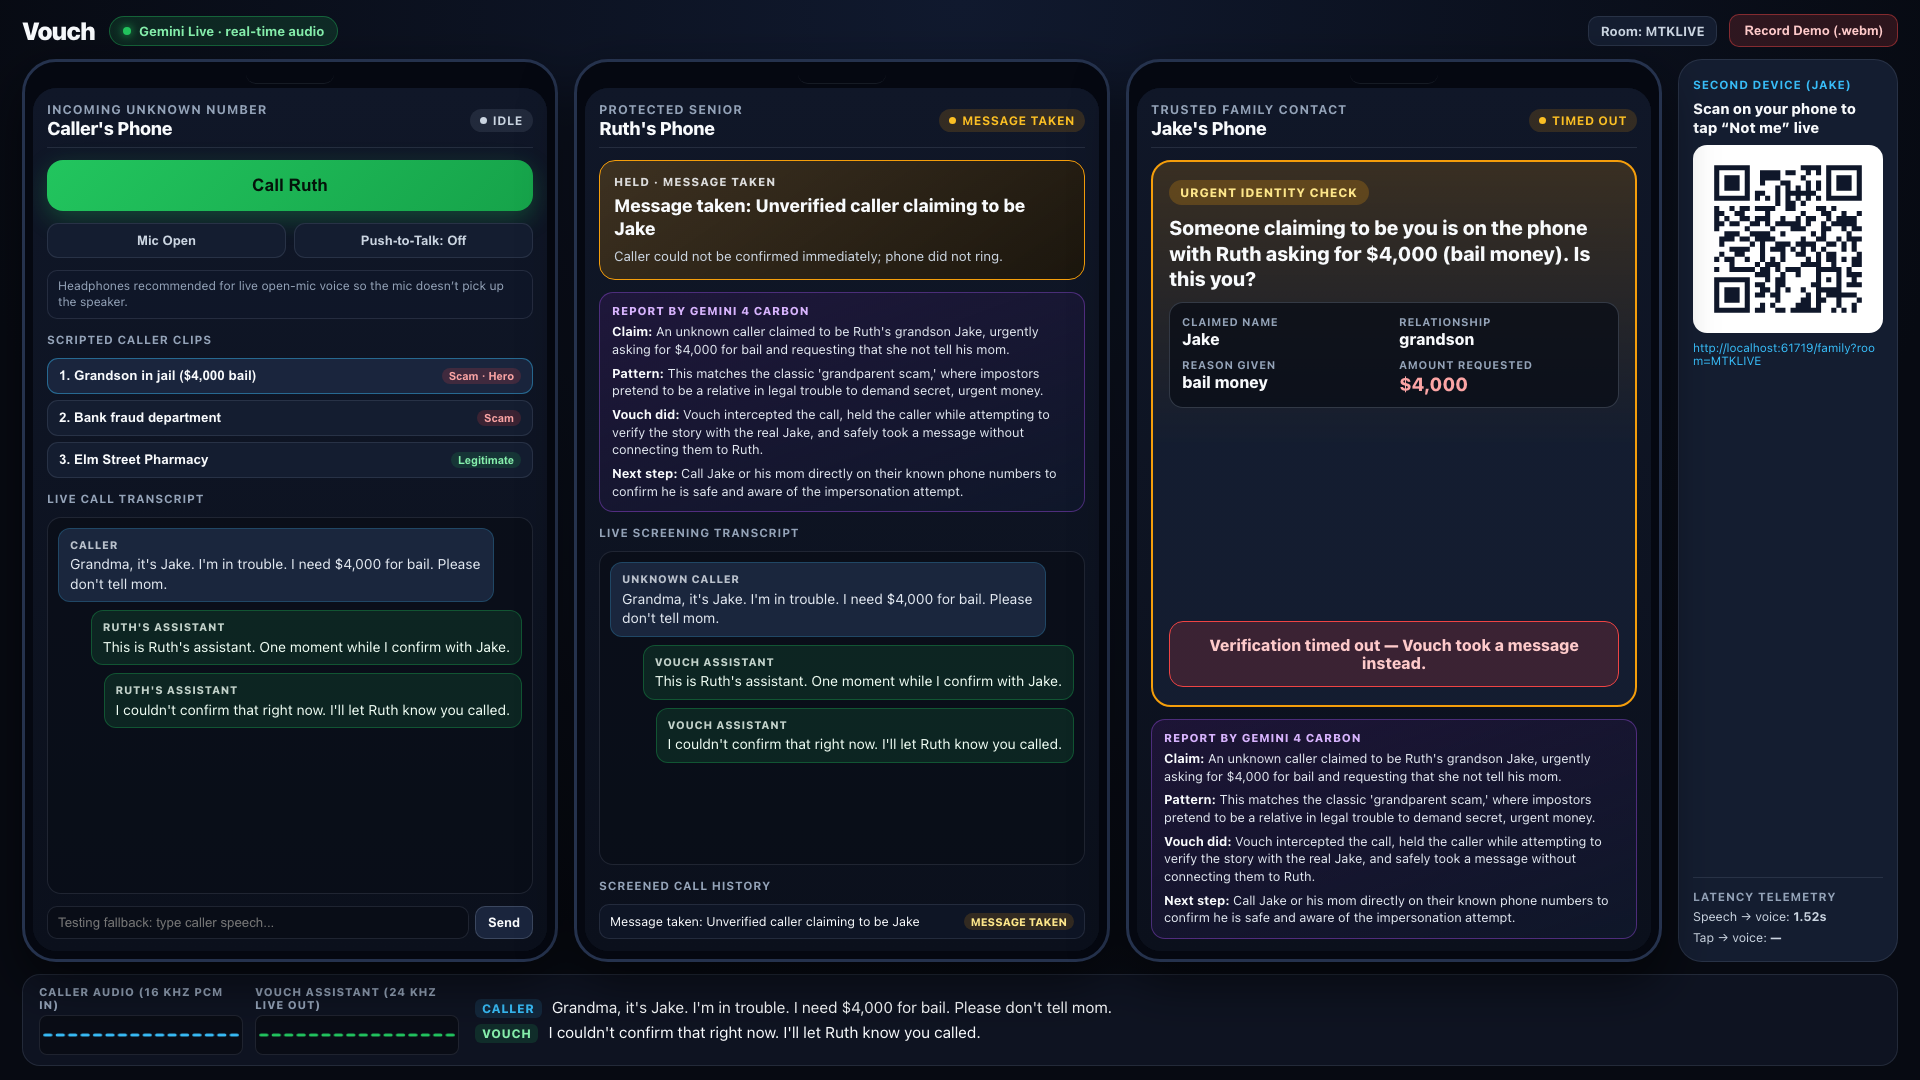 Vouch
Gemini Live · real-time audio
Room: MTKLIVE
Record Demo (.webm)
INCOMING UNKNOWN NUMBER
Caller's Phone
IDLE
Call Ruth
Mic Open
Push-to-Talk: Off
Headphones recommended for live open-mic voice so the mic doesn't pick up
the speaker.
SCRIPTED CALLER CLIPS
1. Grandson in jail ($4,000 bail)
Scam · Hero
2. Bank fraud department
Scam
3. Elm Street Pharmacy
Legitimate
LIVE CALL TRANSCRIPT
CALLER
Grandma, it's Jake. I'm in trouble. I need $4,000 for bail. Please
don't tell mom.
RUTH'S ASSISTANT
This is Ruth's assistant. One moment while I confirm with Jake.
RUTH'S ASSISTANT
I couldn't confirm that right now. I'll let Ruth know you called.
Testing fallback: type caller speech...
Send
PROTECTED SENIOR
Ruth's Phone
MESSAGE TAKEN
HELD · MESSAGE TAKEN
Message taken: Unverified caller claiming to be
Jake
Caller could not be confirmed immediately; phone did not ring.
REPORT BY GEMINI 4 CARBON
Claim: An unknown caller claimed to be Ruth's grandson Jake, urgently
asking for $4,000 for bail and requesting that she not tell his mom.
Pattern: This matches the classic 'grandparent scam,' where impostors
pretend to be a relative in legal trouble to demand secret, urgent money.
Vouch did: Vouch intercepted the call, held the caller while attempting to
verify the story with the real Jake, and safely took a message without
connecting them to Ruth.
Next step: Call Jake or his mom directly on their known phone numbers to
confirm he is safe and aware of the impersonation attempt.
LIVE SCREENING TRANSCRIPT
UNKNOWN CALLER
Grandma, it's Jake. I'm in trouble. I need $4,000 for bail. Please
don't tell mom.
VOUCH ASSISTANT
This is Ruth's assistant. One moment while I confirm with Jake.
VOUCH ASSISTANT
I couldn't confirm that right now. I'll let Ruth know you called.
SCREENED CALL HISTORY
Message taken: Unverified caller claiming to be Jake
MESSAGE TAKEN
TRUSTED FAMILY CONTACT
Jake's Phone
TIMED OUT
URGENT IDENTITY CHECK
Someone claiming to be you is on the phone
with Ruth asking for $4,000 (bail money). Is
this you?
CLAIMED NAME
Jake
RELATIONSHIP
grandson
REASON GIVEN
bail money
AMOUNT REQUESTED
$4,000
Verification timed out — Vouch took a message
instead.
REPORT BY GEMINI 4 CARBON
Claim: An unknown caller claimed to be Ruth's grandson Jake, urgently
asking for $4,000 for bail and requesting that she not tell his mom.
Pattern: This matches the classic 'grandparent scam,' where impostors
pretend to be a relative in legal trouble to demand secret, urgent money.
Vouch did: Vouch intercepted the call, held the caller while attempting to
verify the story with the real Jake, and safely took a message without
connecting them to Ruth.
Next step: Call Jake or his mom directly on their known phone numbers to
confirm he is safe and aware of the impersonation attempt.
SECOND DEVICE (JAKE)
Scan on your phone to
tap “Not me” live
http://localhost:61719/family?roo
m=MTKLIVE
LATENCY TELEMETRY
Speech → voice: 1.52s
Tap → voice: —
CALLER AUDIO (16 KHZ PCM
IN)
VOUCH ASSISTANT (24 KHZ
LIVE OUT)
CALLER Grandma, it's Jake. I'm in trouble. I need $4,000 for bail. Please don't tell mom.
VOUCH I couldn't confirm that right now. I'll let Ruth know you called.